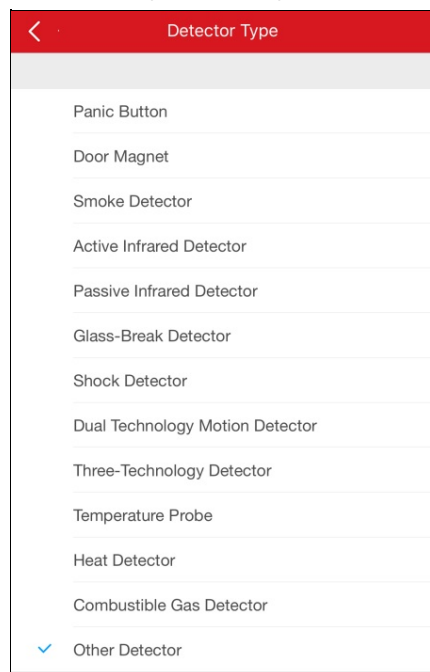 Detector Type
Panic Button
Door Magnet
Smoke Detector
Active Infrared Detector
Passive Infrared Detector
Glass-Break Detector
Shock Detector
Dual Technology Motion Detector
Three-Technology Detector
Temperature Probe
Heat Detector
Combustible Gas Detector
Other Detector